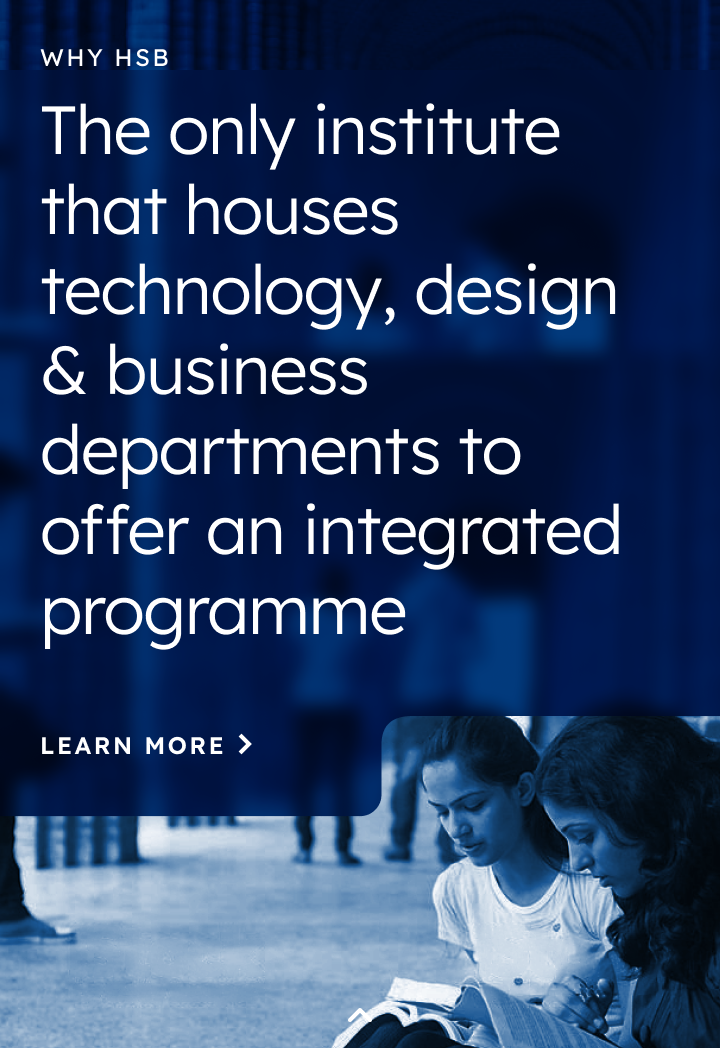 WHY HSB
The only institute
that houses
technology, design
& business
departments to
offer an integrated
programme
LEARN MORE